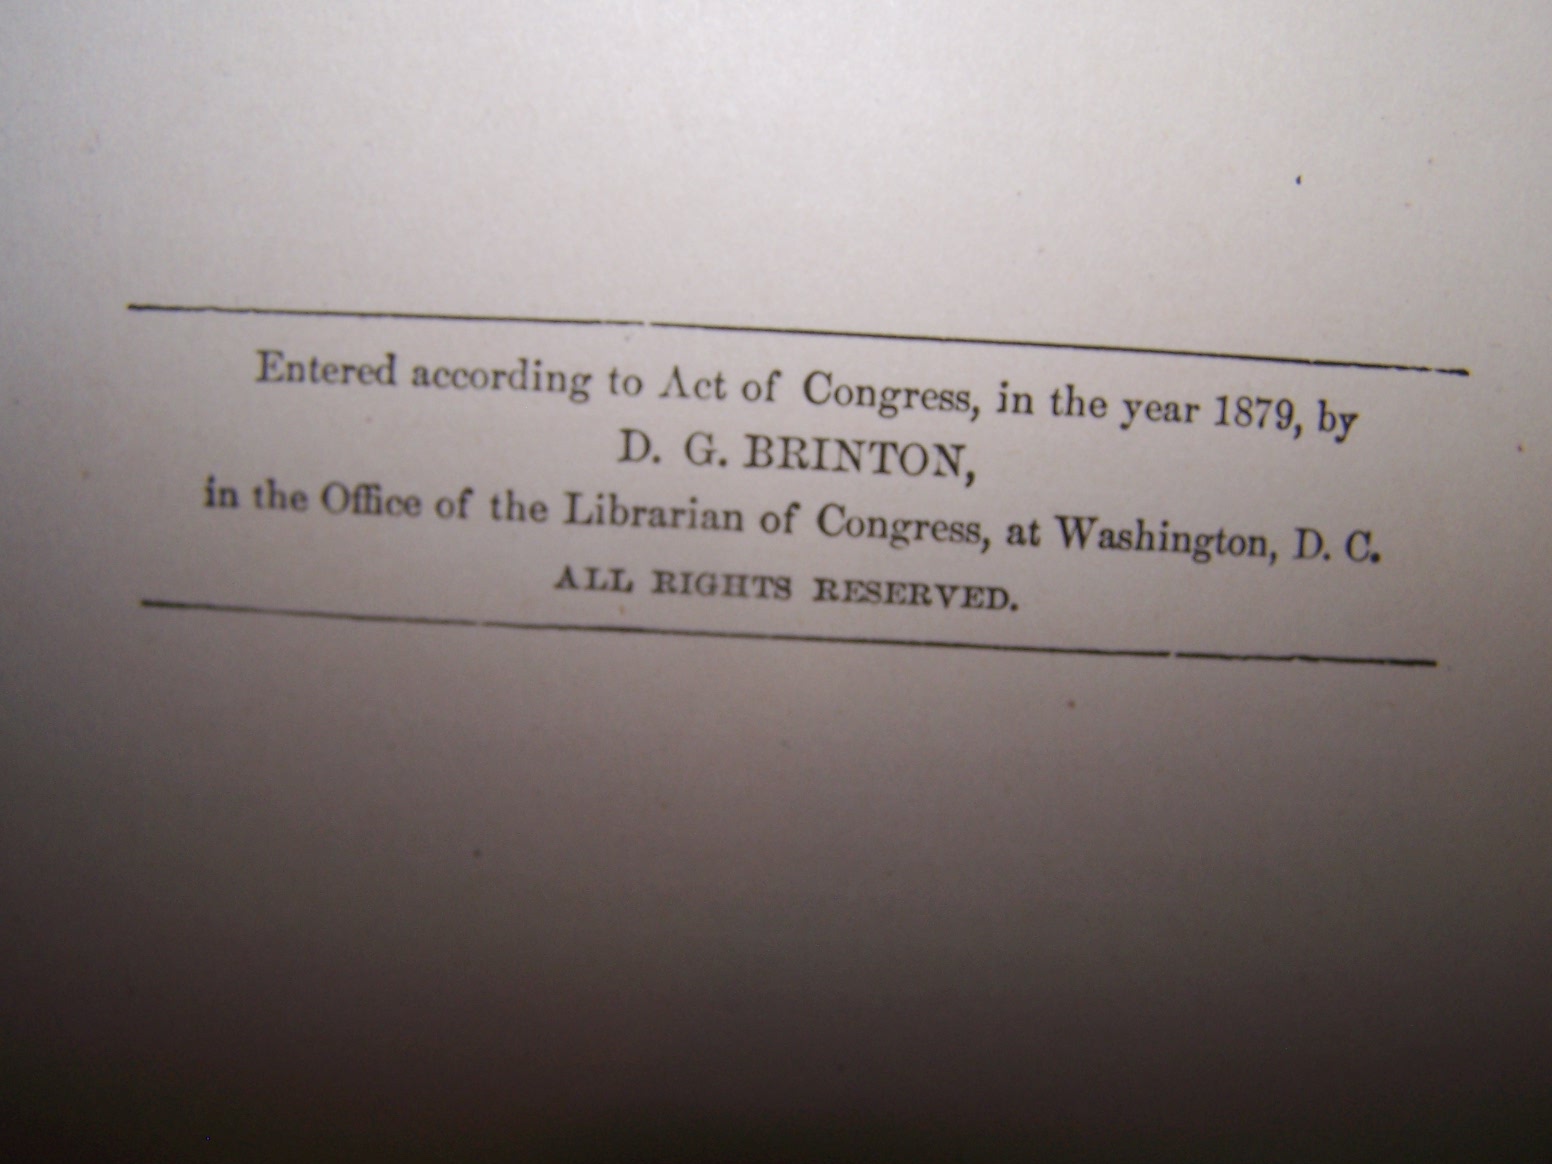 Entered according to Act of Congress, in the year 1879, by
D. G. BRINTON,
in the Office of the Librarian of Congress, at Washington, D. C.
ALL RIGHTS RESERVED.